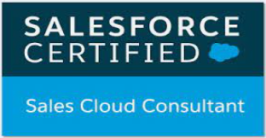 SALESFORCE
CERTIFIED
Sales Cloud Consultant